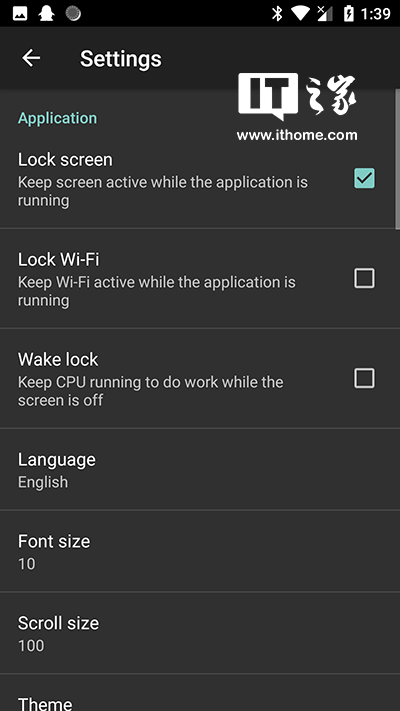 1:39
Settings
IT之家
www.ithome.com
Application
Lock screen
Keep screen active while the application is
running
Lock Wi-Fi
Keep Wi-Fi active while the application is
running
Wake lock
Keep CPU running to do work while the
screen is off
Language
English
Font size
10
Scroll size
100
Theme